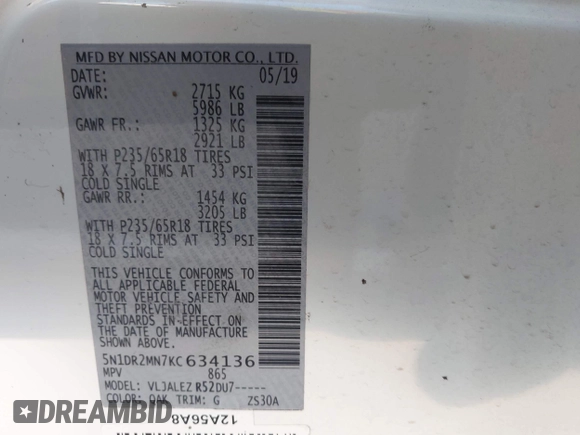 MFD BY NISSAN MOTOR CO., LTD.
DATE: 05/19
GVWR: 2715 KG
5986 LB
GAWR FR.: 1325 KG
2921 LB
WITH P235/65R18 TIRES
18 X 7.5 RIMS AT 33 PSI
COLD SINGLE
GAWR RR.: 1454 KG
3205 LB
WITH P235/65R18 TIRES
18 X 7.5 RIMS AT 33 PSI
COLD SINGLE
THIS VEHICLE CONFORMS TO
ALL APPLICABLE FEDERAL
MOTOR VEHICLE SAFETY AND
THEFT PREVENTION
STANDARDS IN EFFECT ON
THE DATE OF MANUFACTURE
SHOWN ABOVE.
5N1DR2MN7KC634136
MPV 865
MODEL: VLJALEZ R52DU7-----
COLOR: QAK TRIM: G ZS30A
12A56A8
RIDESAFELY